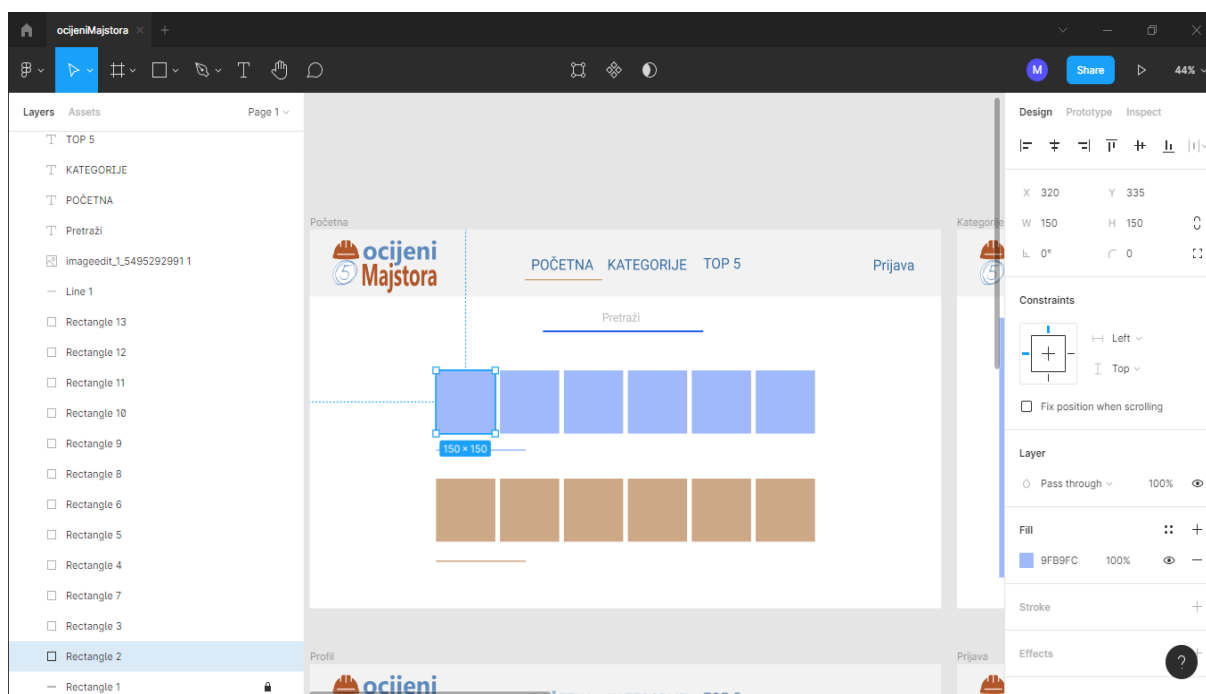 ocijeniMajstora
M
Share
44%
Layers Assets Page 1
TOP 5
KATEGORIJE
POČETNA
Pretraži
imageedit_1_5495292991 1
Line 1
Rectangle 13
Rectangle 12
Rectangle 11
Rectangle 10
Rectangle 9
Rectangle 8
Rectangle 6
Rectangle 5
Rectangle 4
Rectangle 7
Rectangle 3
Rectangle 2
Rectangle 1
Početna
ocijeni
5 Majstora
POČETNA KATEGORIJE TOP 5 Prijava
Pretraži
150 × 150
Kategorije
5
Profil
ocijeni
Prijava
Design Prototype Inspect
X 320 Y 335
W 150 H 150
0° 0
Constraints
Left
Top
Fix position when scrolling
Layer
Pass through 100%
Fill
9FB9FC 100%
Stroke
Effects
?